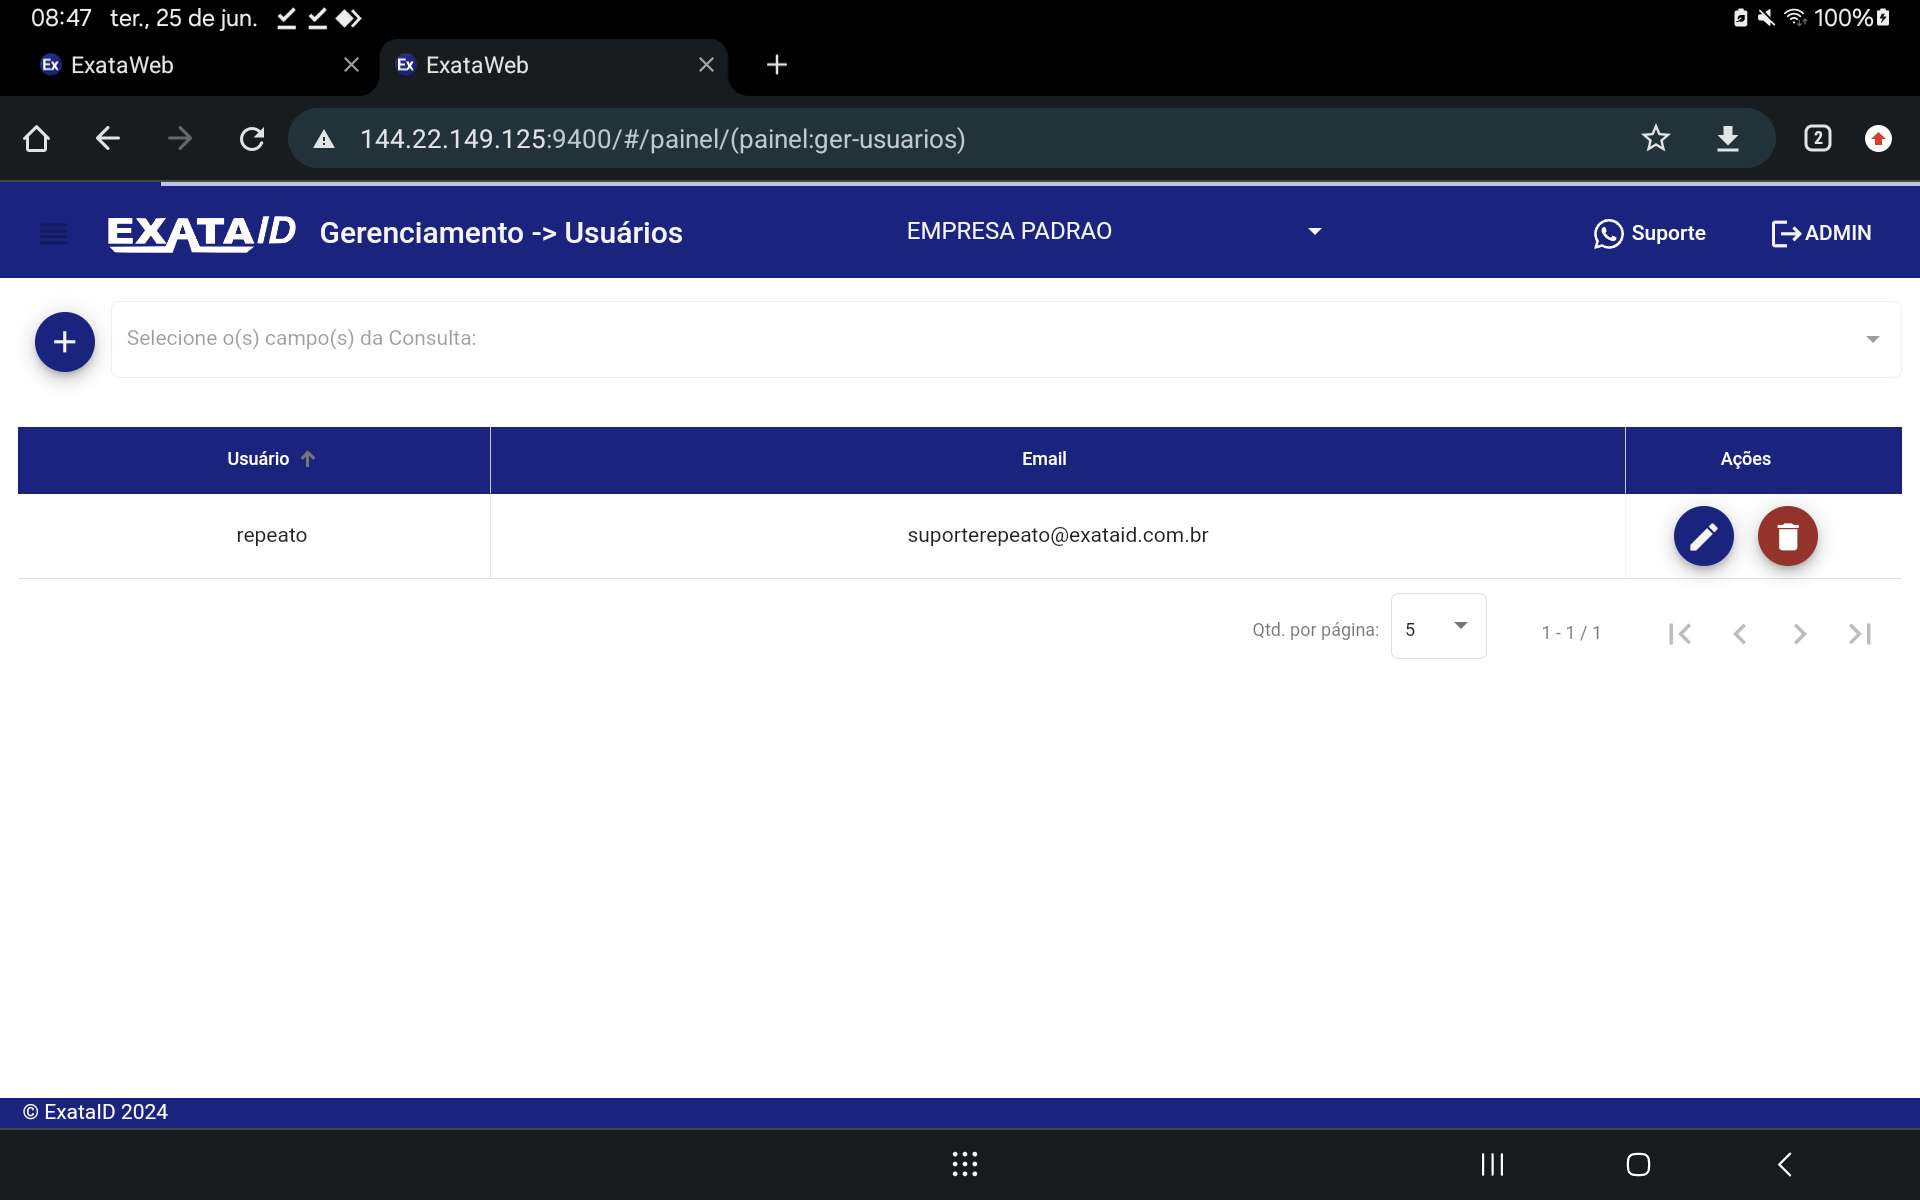 08:47 ter., 25 de jun. 100%
Ex ExataWeb Ex ExataWeb
144.22.149.125:9400/#/painel/(painel:ger-usuarios) 2
EXATAID Gerenciamento -> Usuários EMPRESA PADRAO Suporte ADMIN
Selecione o(s) campo(s) da Consulta:
Usuário Email Ações
repeato suporterepeato@exataid.com.br
Qtd. por página: 5 1 - 1 / 1
© ExataID 2024